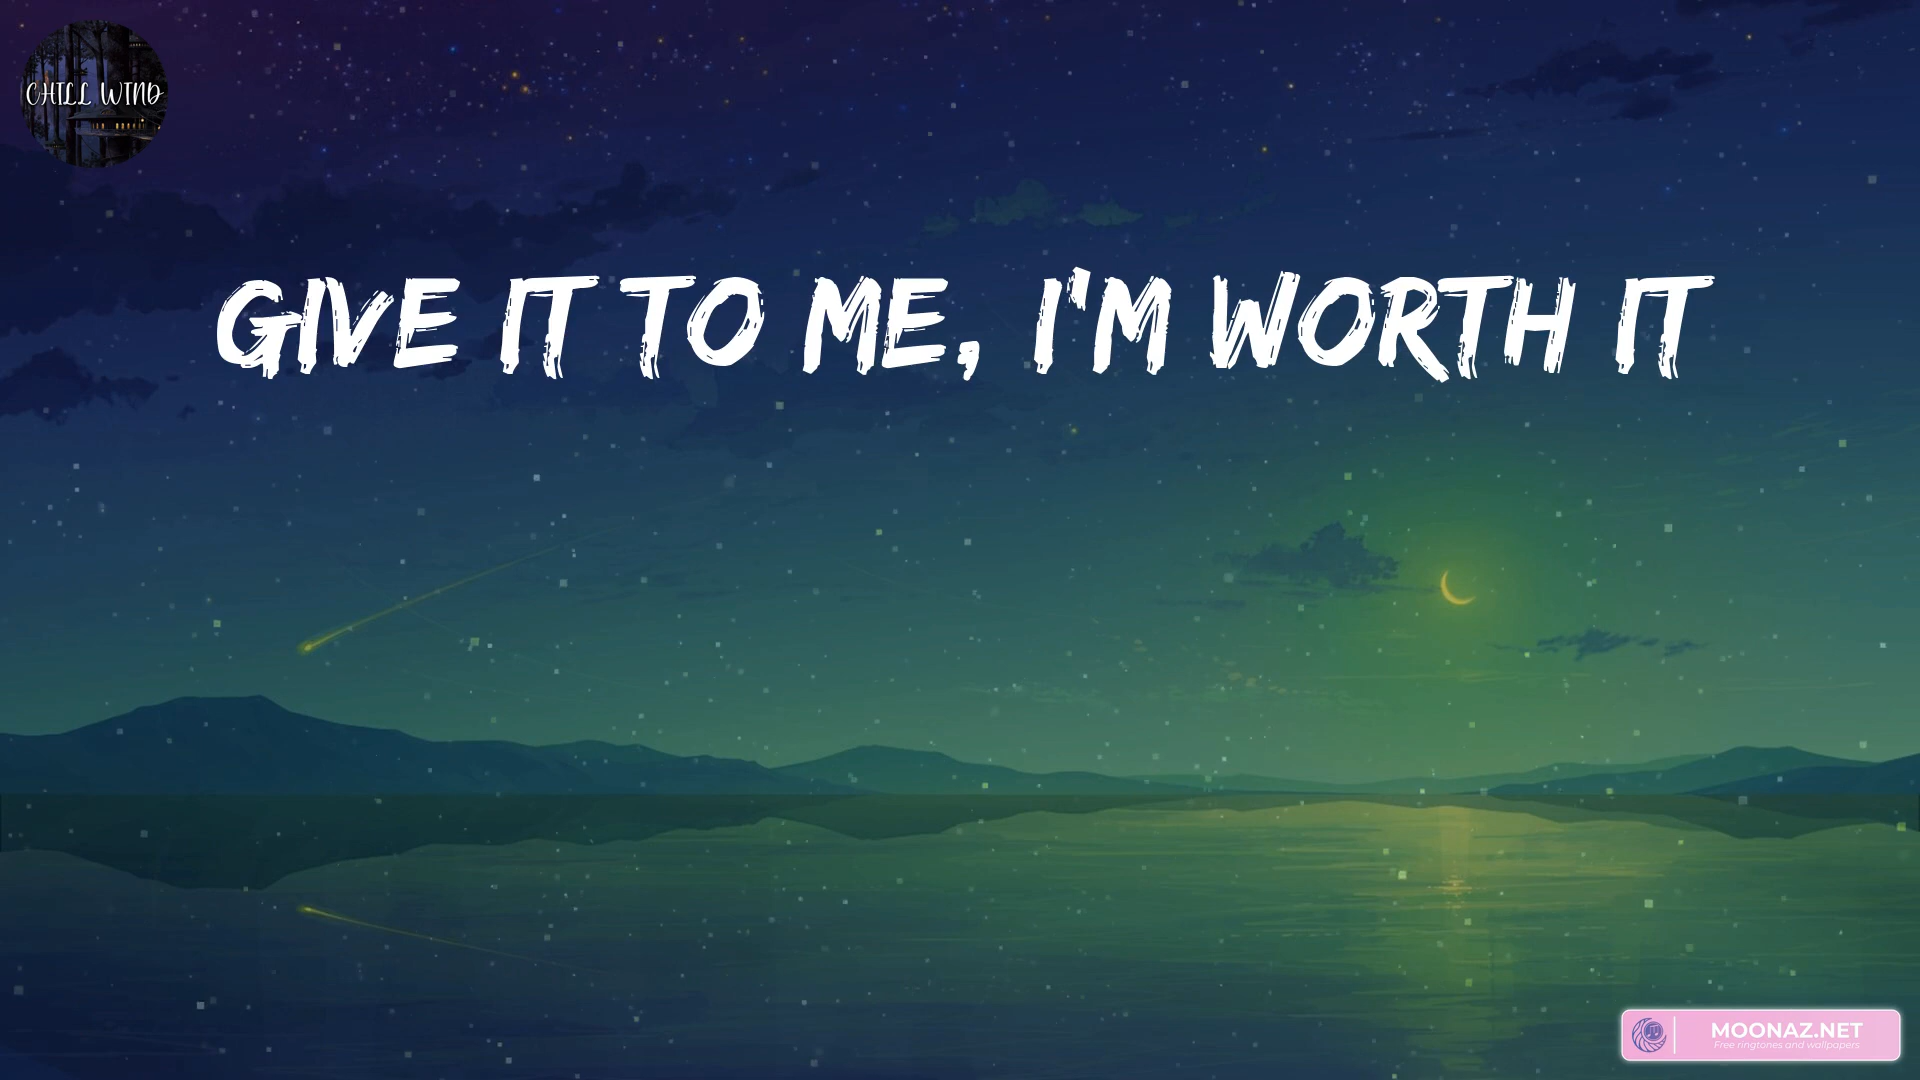 CHILL WIND
GIVE IT TO ME, I'M WORTH IT
MOONAZ.NET
Free ringtones and wallpapers